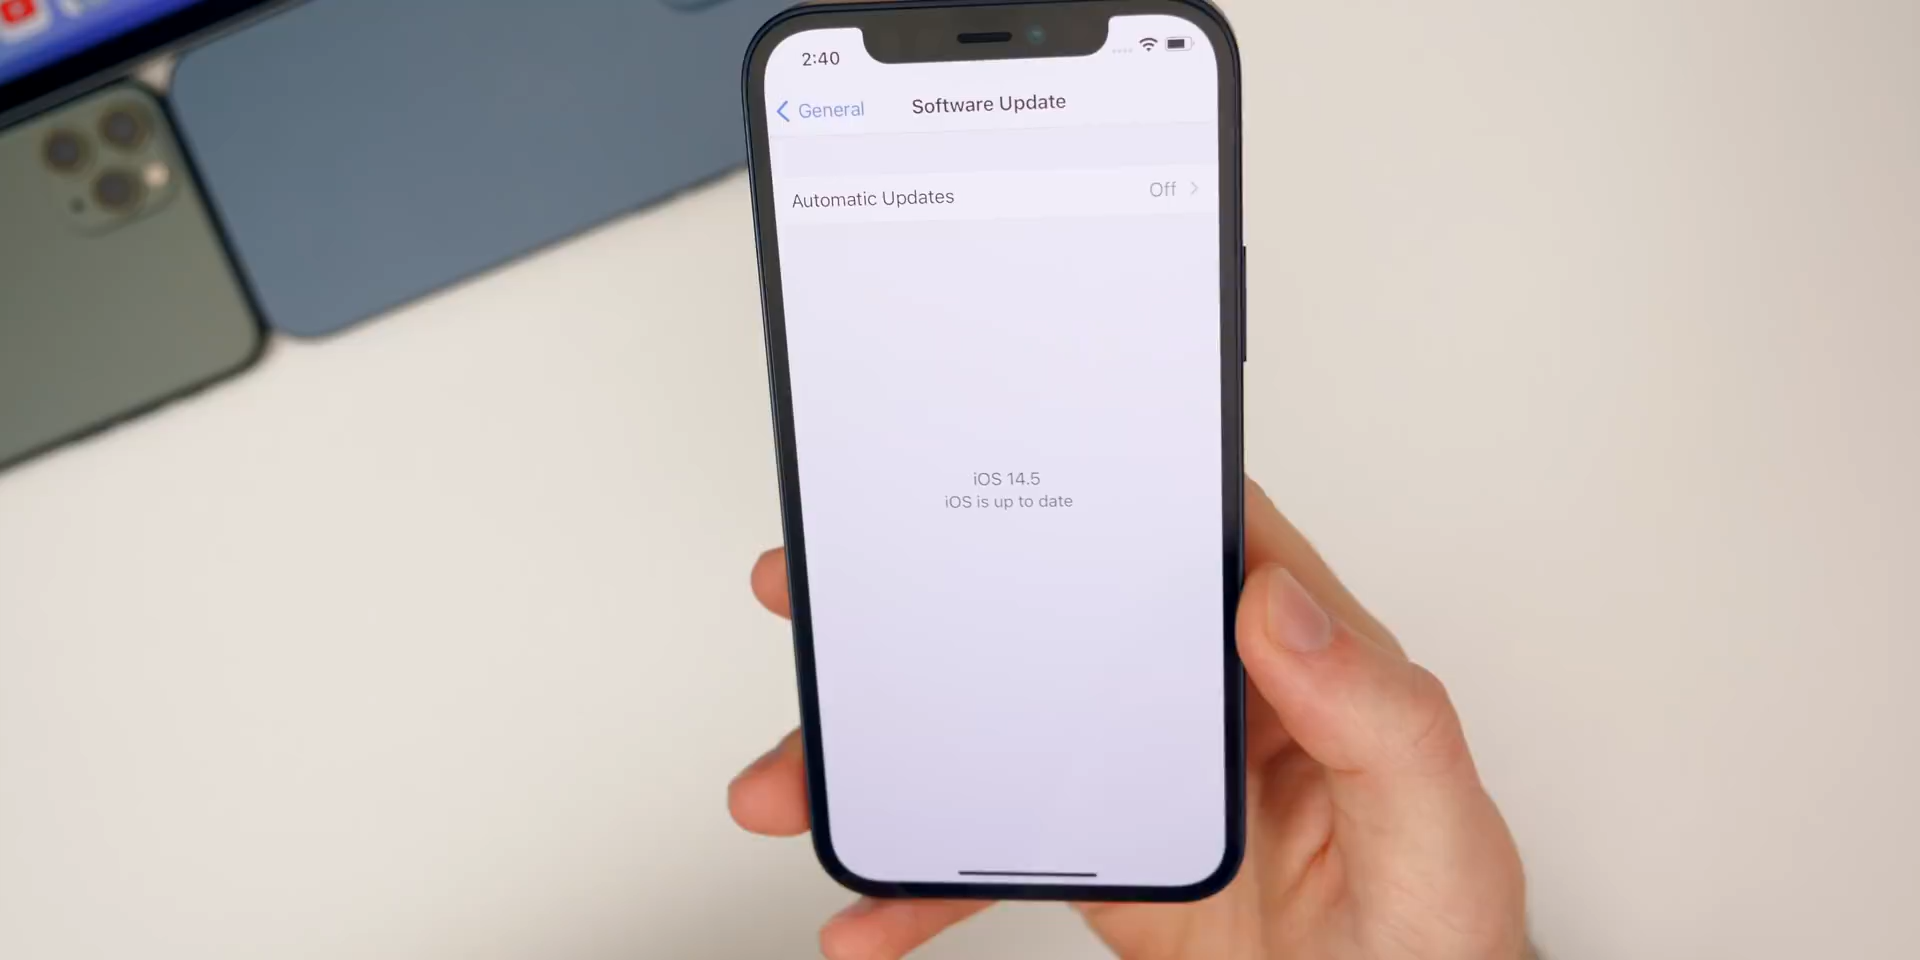 2:40
General
Software Update
Automatic Updates
Off
iOS 14.5
iOS is up to date